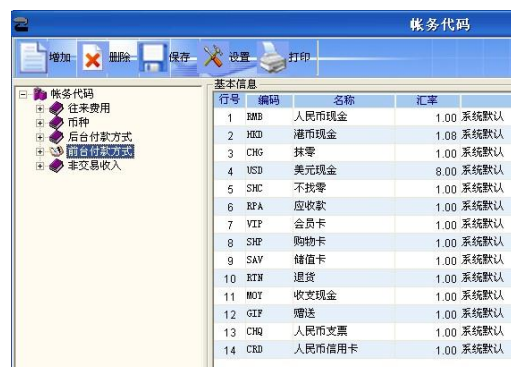 帐务代码
增加 删除 保存 设置 打印
帐务代码
往来费用
币种
后台付款方式
前台付款方式
非交易收入
基本信息
行号 编码 名称 汇率
1 RMB 人民币现金 1.00 系统默认
2 HKD 港币现金 1.08 系统默认
3 CHG 抹零 1.00 系统默认
4 USD 美元现金 8.00 系统默认
5 SHC 不找零 1.00 系统默认
6 RPA 应收款 1.00 系统默认
7 VIP 会员卡 1.00 系统默认
8 SHP 购物卡 1.00 系统默认
9 SAV 储值卡 1.00 系统默认
10 RTN 退货 1.00 系统默认
11 MOY 收支现金 1.00 系统默认
12 GIF 赠送 1.00 系统默认
13 CHQ 人民币支票 1.00 系统默认
14 CRD 人民币信用卡 1.00 系统默认